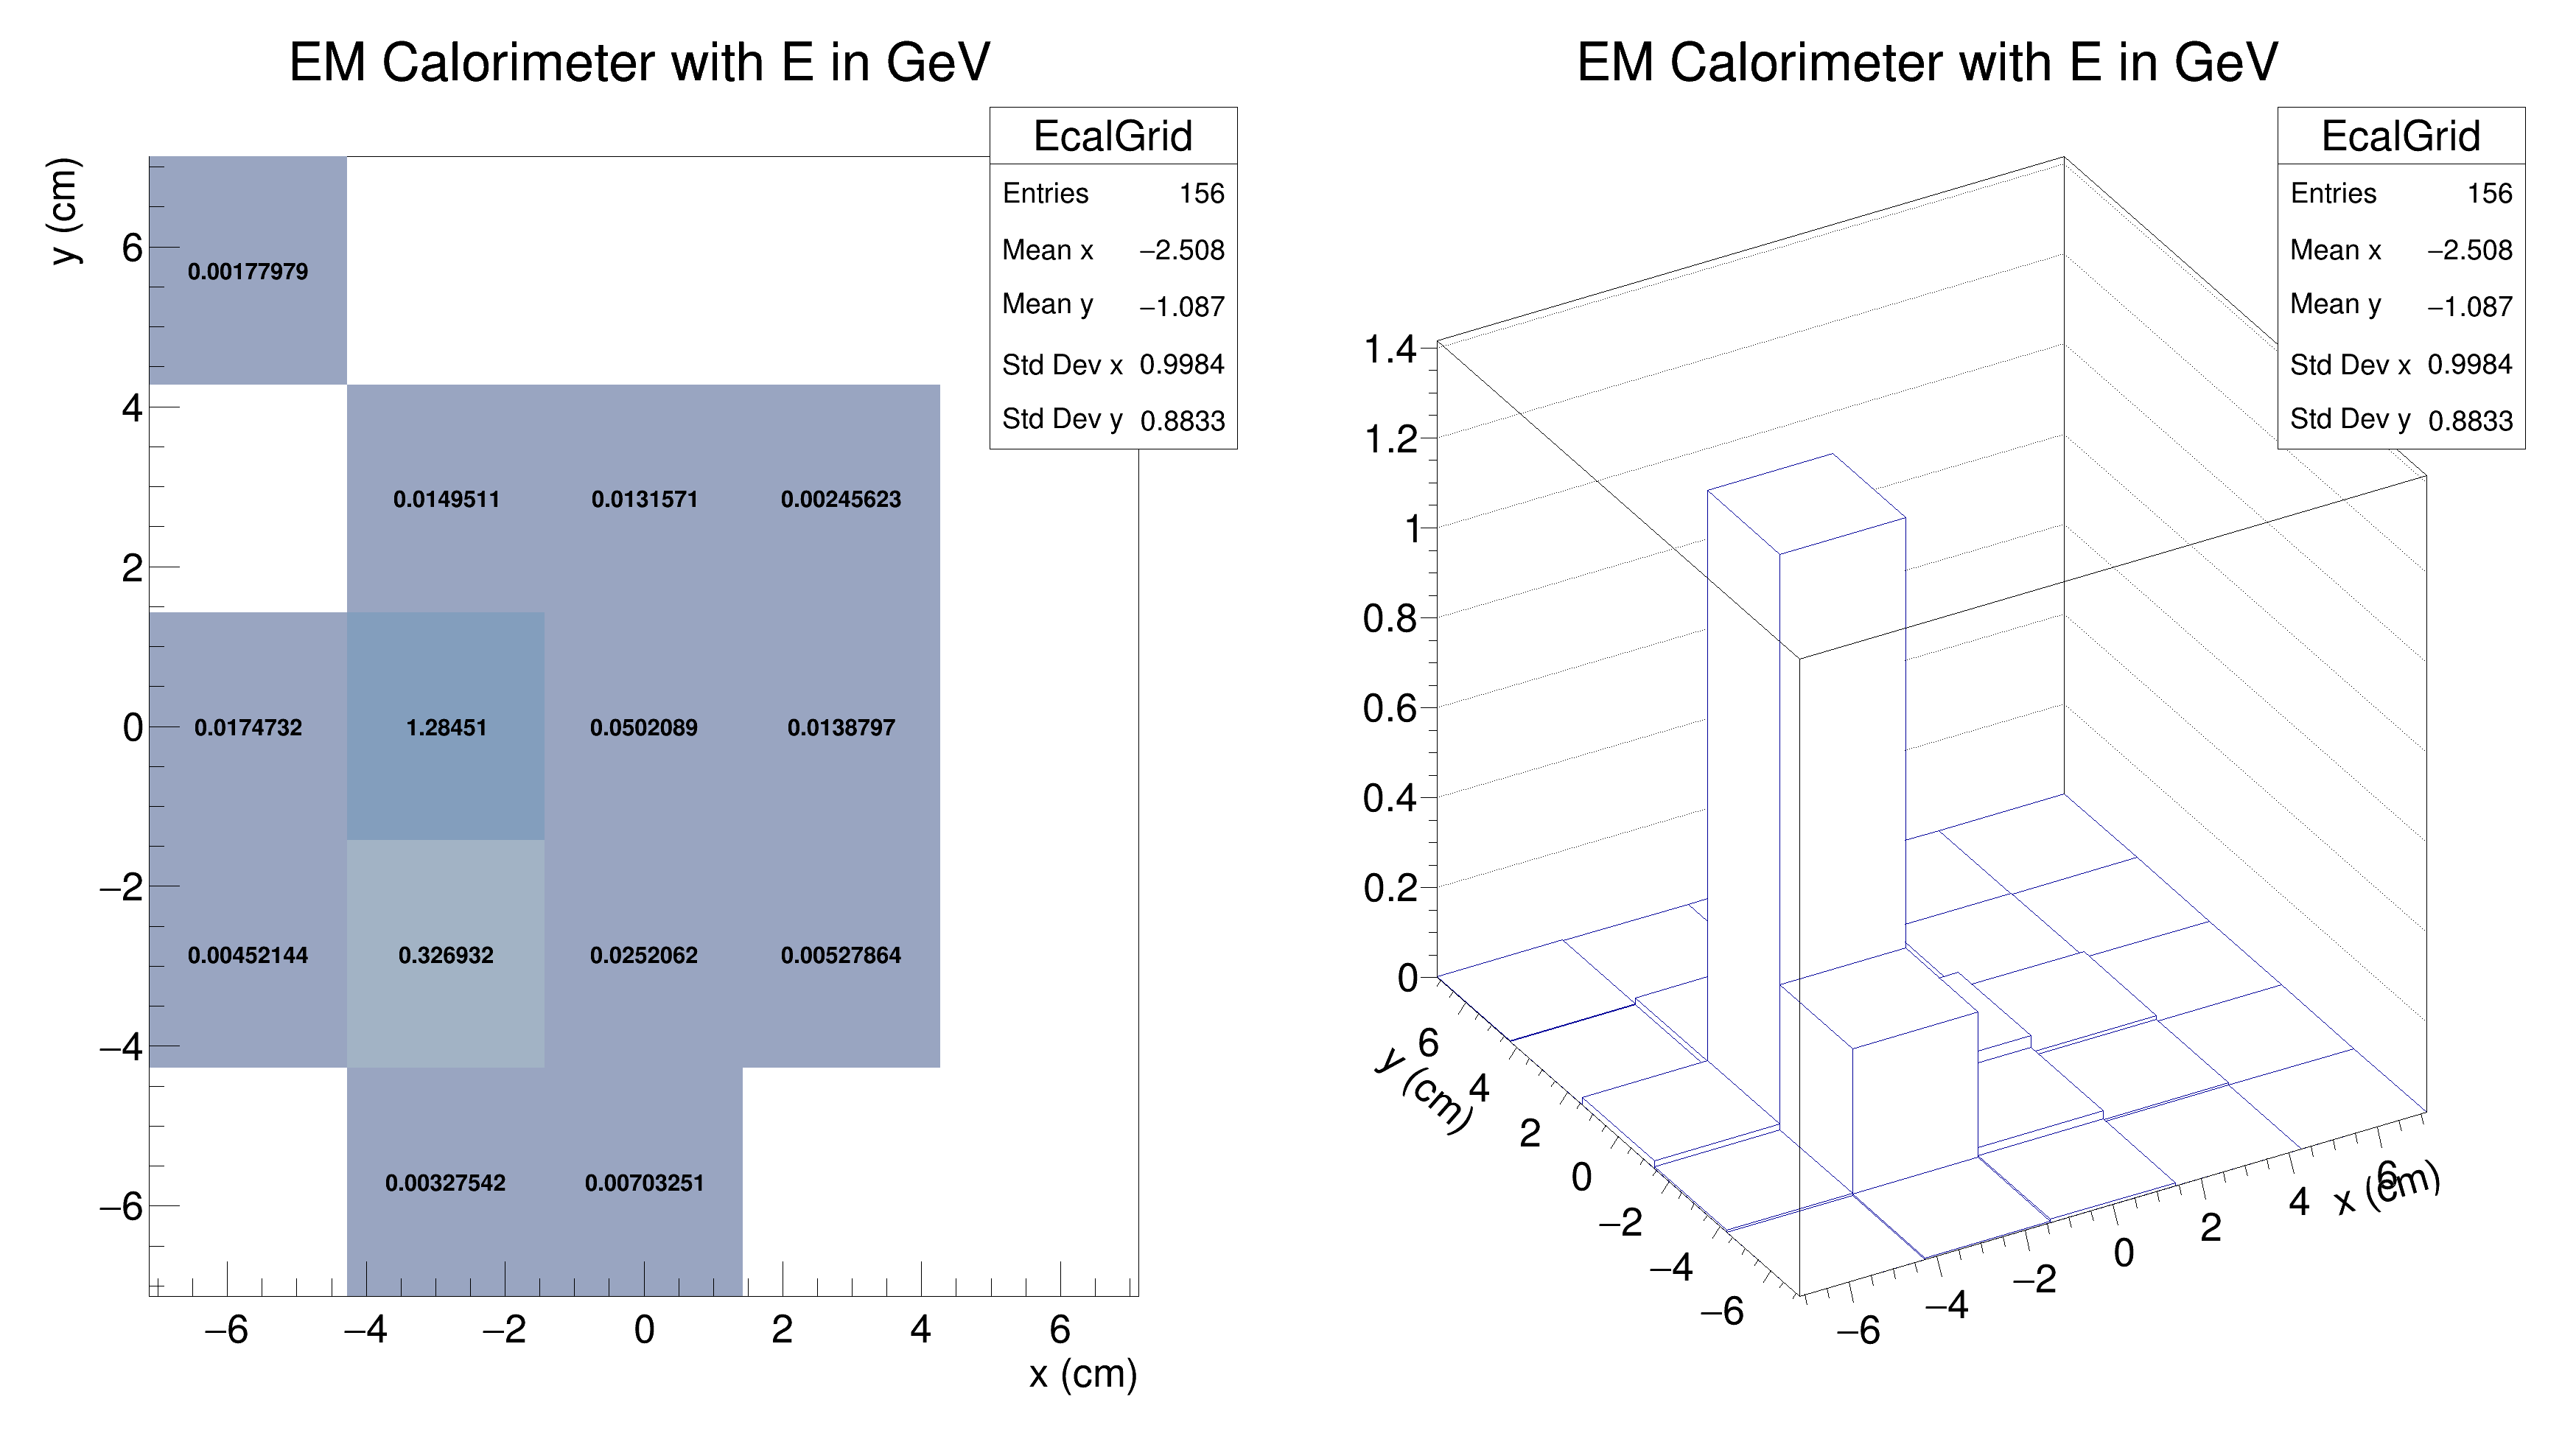 EM Calorimeter with E in GeV
EcalGrid
Entries 156
Mean x −2.508
Mean y −1.087
Std Dev x 0.9984
Std Dev y 0.8833
y (cm)
6
4
2
0
−2
−4
−6
0.00177979
0.0149511 0.0131571 0.00245623
0.0174732 1.28451 0.0502089 0.0138797
0.00452144 0.326932 0.0252062 0.00527864
0.00327542 0.00703251
−6 −4 −2 0 2 4 6
x (cm)
EM Calorimeter with E in GeV
EcalGrid
Entries 156
Mean x −2.508
Mean y −1.087
Std Dev x 0.9984
Std Dev y 0.8833
1.4
1.2
1
0.8
0.6
0.4
0.2
0
y (cm)
6
4
2
0
−2
−4
−6
−6 −4 −2 0 2 4 6
x (cm)